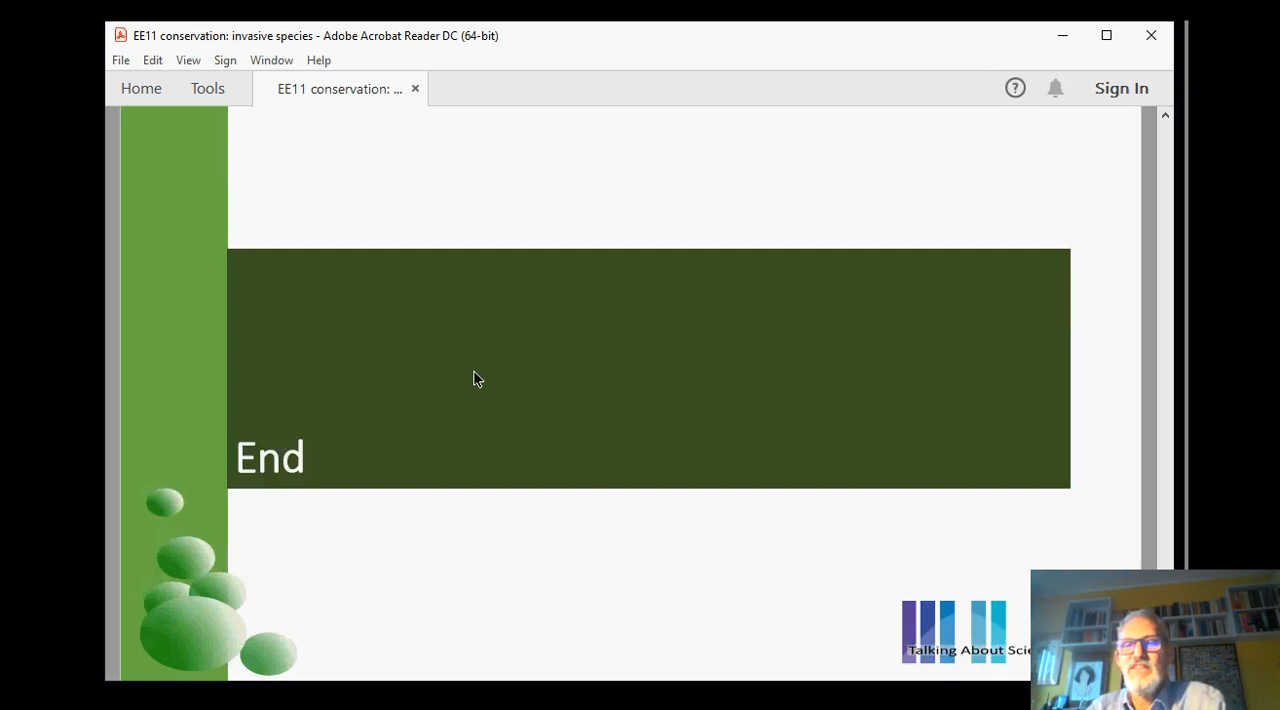 EE11 conservation: invasive species - Adobe Acrobat Reader DC (64-bit)
File Edit View Sign Window Help
Home Tools EE11 conservation: ... × ? Sign In
End
Talking About Scie